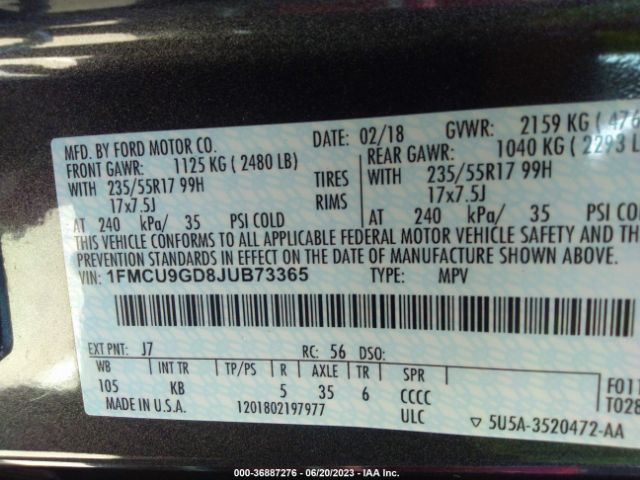 MFD. BY FORD MOTOR CO. DATE: 02/18 GVWR: 2159 KG ( 476
FRONT GAWR: 1125 KG ( 2480 LB) REAR GAWR: 1040 KG ( 2293 L
WITH 235/55R17 99H TIRES WITH 235/55R17 99H
17x7.5J RIMS 17x7.5J
AT 240 kPa/ 35 PSI COLD AT 240 kPa/ 35 PSI COL
THIS VEHICLE CONFORMS TO ALL APPLICABLE FEDERAL MOTOR VEHICLE SAFETY AND THE
PREVENTION STANDARDS IN EFFECT ON THE DATE OF MANUFACTURE SHOWN ABOVE.
VIN: 1FMCU9GD8JUB73365 TYPE: MPV
EXT PNT: J7 RC: 56 DSO:
WB INT TR TP/PS R AXLE TR SPR
105 KB 5 35 6 CCCC
F011
T028
MADE IN U.S.A. 1201802197977 ULC ▽ 5U5A-3520472-AA
000-36887276 | 06/20/2023 | IAA Inc.